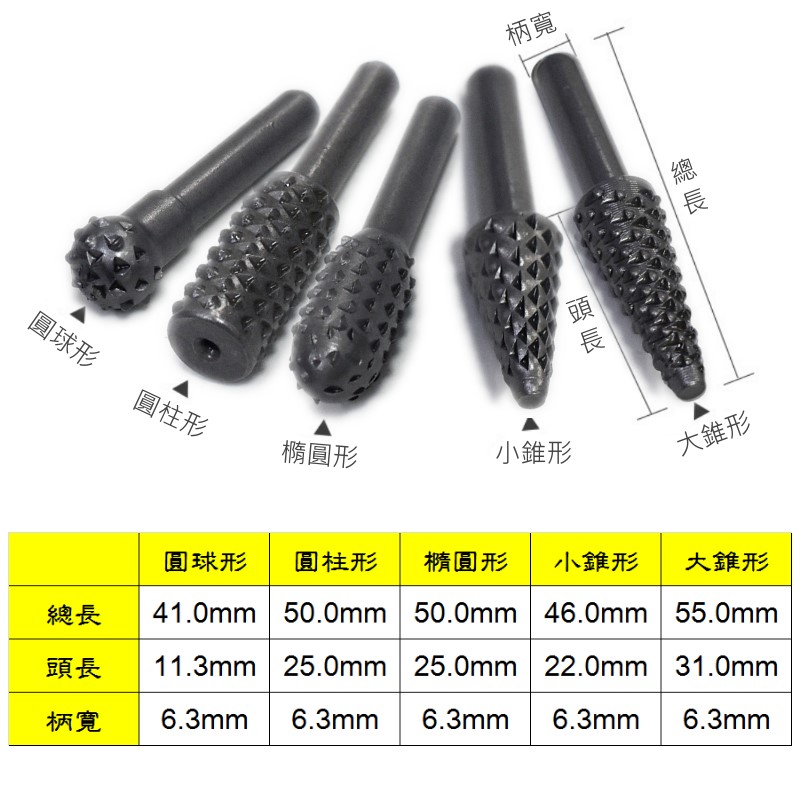 柄寬
總長
頭長
圓球形
圓柱形
橢圓形
小錐形
大錐形
圓球形 圓柱形 橢圓形 小錐形 大錐形
總長 41.0mm 50.0mm 50.0mm 46.0mm 55.0mm
頭長 11.3mm 25.0mm 25.0mm 22.0mm 31.0mm
柄寬 6.3mm 6.3mm 6.3mm 6.3mm 6.3mm